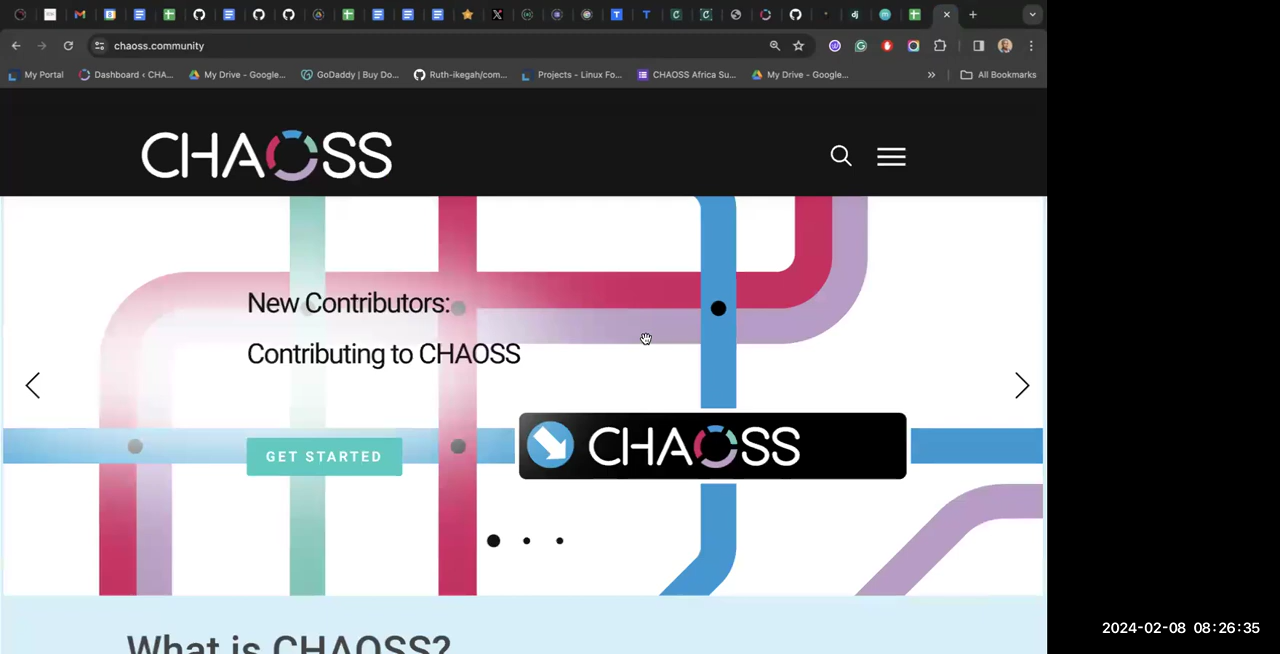 chaoss.community
My Portal
Dashboard ‹ CHA...
My Drive - Google...
GoDaddy | Buy Do...
Ruth-ikegah/com...
Projects - Linux Fo...
CHAOSS Africa Su...
My Drive - Google...
»
All Bookmarks
CHAOSS
New Contributors:
Contributing to CHAOSS
GET STARTED
CHAOSS
What is CHAOSS?
2024-02-08 08:26:35